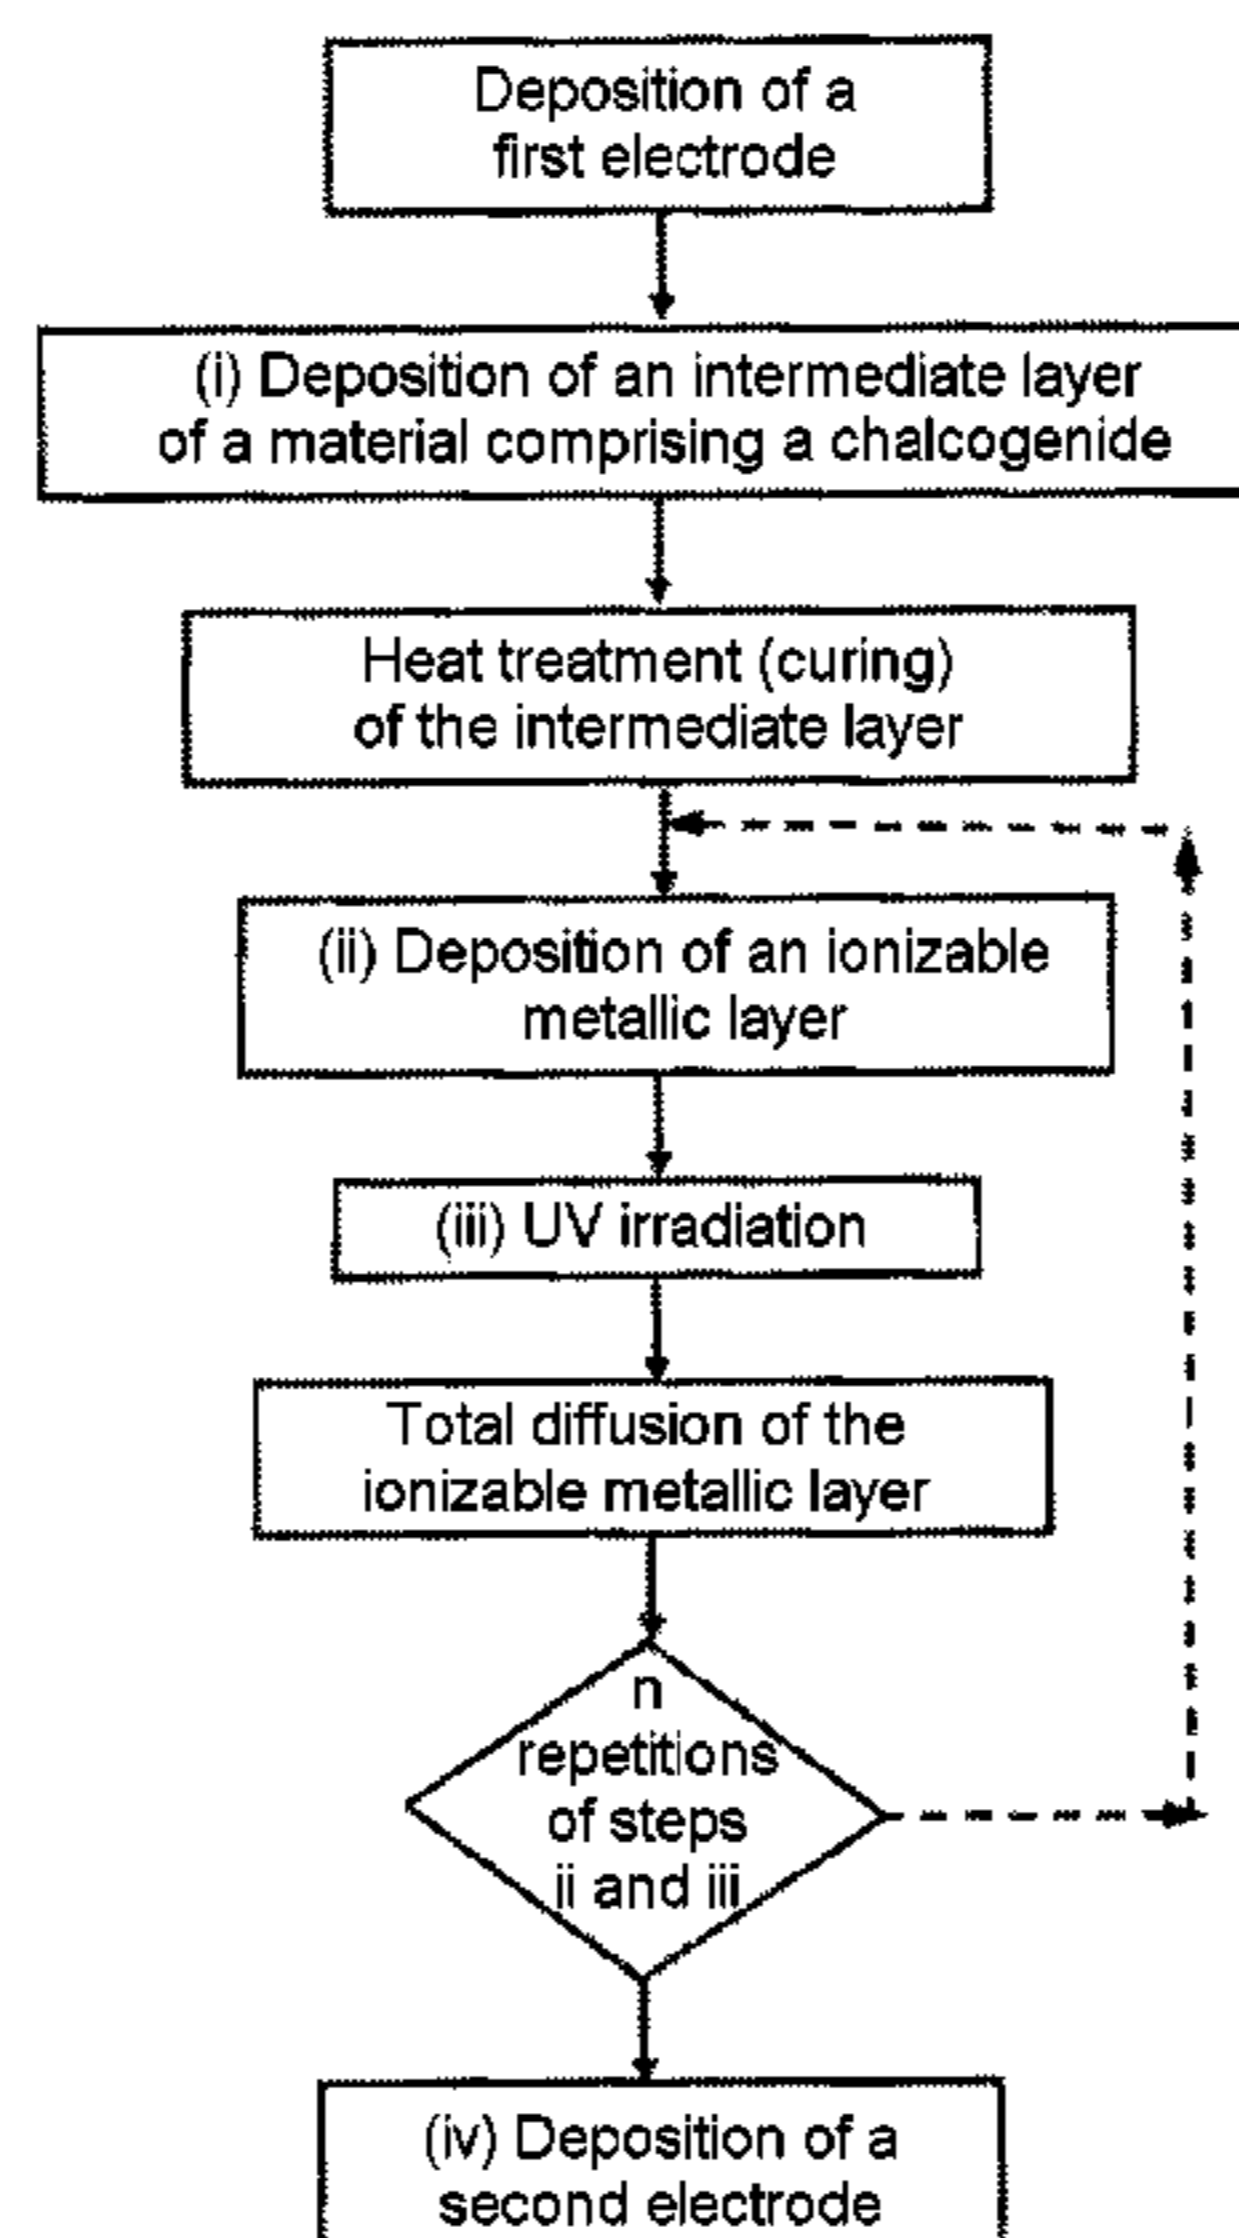 Deposition of a
first electrode
(i) Deposition of an intermediate layer
of a material comprising a chalcogenide
Heat treatment (curing)
of the intermediate layer
(ii) Deposition of an ionizable
metallic layer
(iii) UV irradiation
Total diffusion of the
ionizable metallic layer
n
repetitions
of steps
ii and iii
(iv) Deposition of a
second electrode